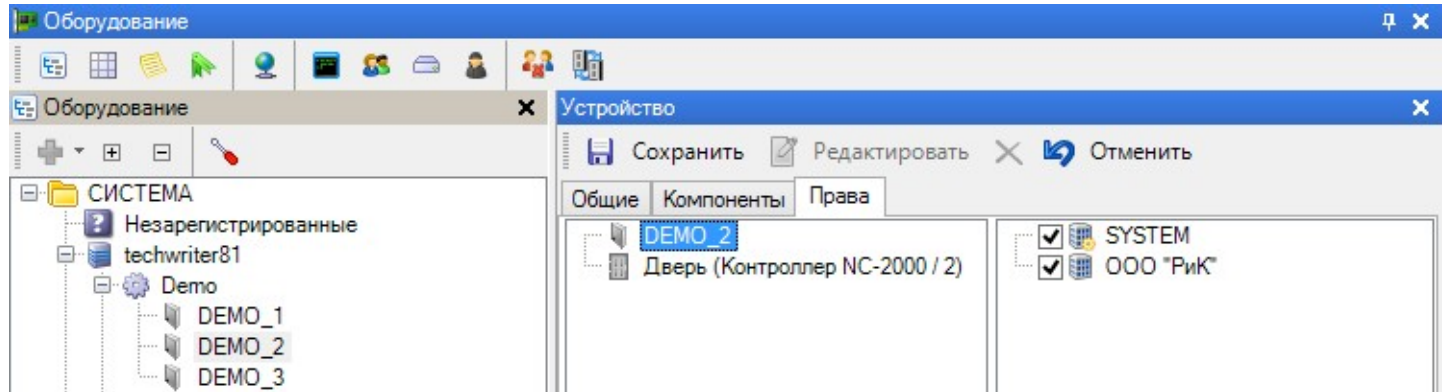 Оборудование
Оборудование
СИСТЕМА
Незарегистрированные
techwriter81
Demo
DEMO_1
DEMO_2
DEMO_3
Устройство
Сохранить Редактировать Отменить
Общие Компоненты Права
DEMO_2
Дверь (Контроллер NC-2000 / 2)
SYSTEM
ООО "РиК"